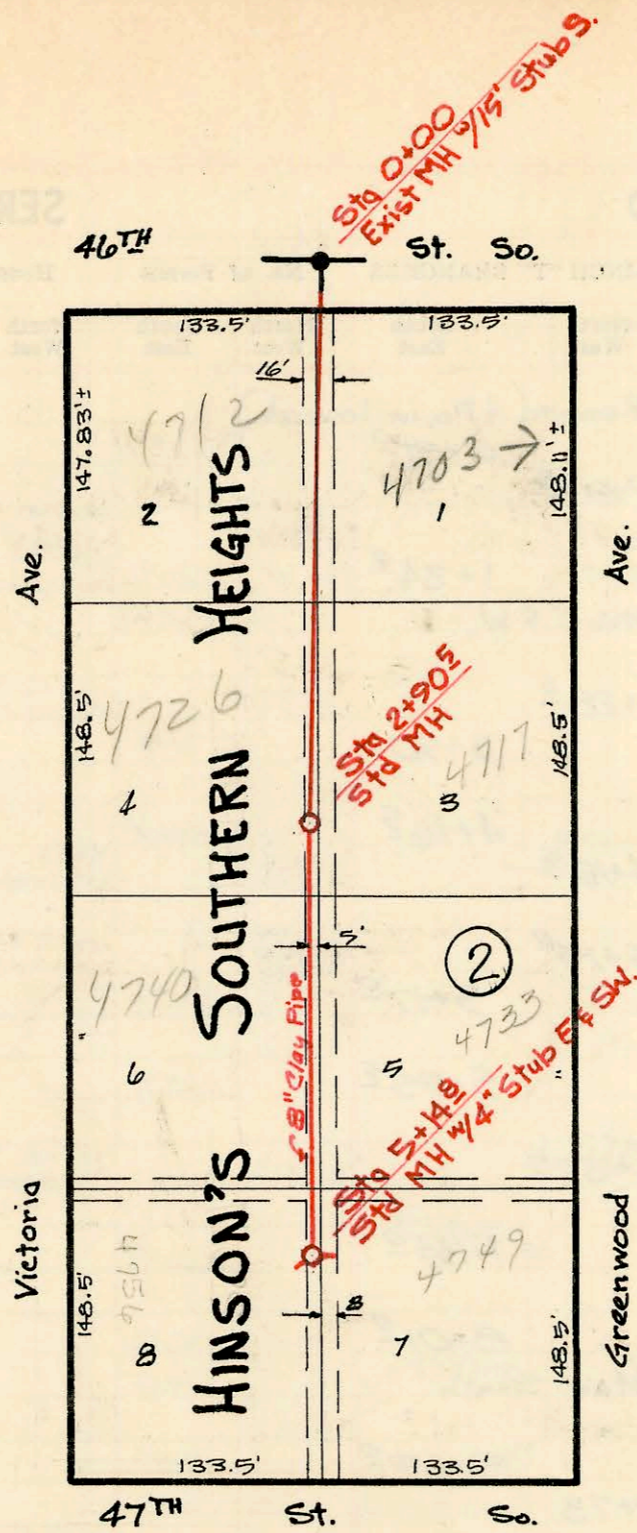 Sta 0+00
Exist MH w/15' Stub S.
46TH St. So.
133.5' 133.5'
16'
147.83'±
4712
4703 →
148.11'±
2
1
Ave.
Ave.
HINSON'S SOUTHERN HEIGHTS
148.5'
4726
Sta 2+90⁵
Std MH
4717
148.5'
4
3
5'
2
4740
8" Clay Pipe
4733
"
6
5
"
Sta 5+14⁸
Std MH w/4" Stub E & SW.
Victoria
4756
4749
Greenwood
148.5'
8
8
7
148.5'
133.5' 133.5'
47TH St. So.